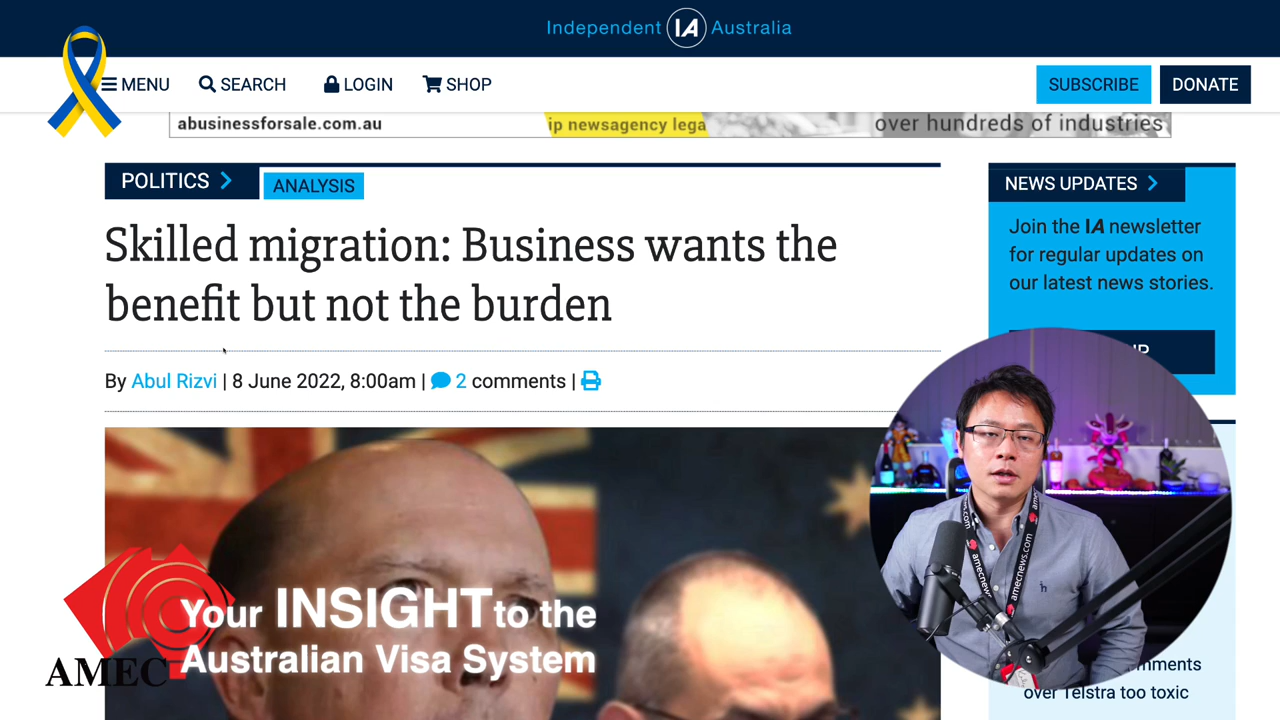 Independent IA Australia
MENU SEARCH LOGIN SHOP
SUBSCRIBE DONATE
abusinessforsale.com.au
ip newsagency lega
over hundreds of industries
POLITICS
ANALYSIS
Skilled migration: Business wants the
benefit but not the burden
By Abul Rizvi | 8 June 2022, 8:00am | 2 comments |
NEWS UPDATES
Join the IA newsletter
for regular updates on
our latest news stories.
Your INSIGHT to the
Australian Visa System
AMEC
amecnews.com
over Telstra too toxic